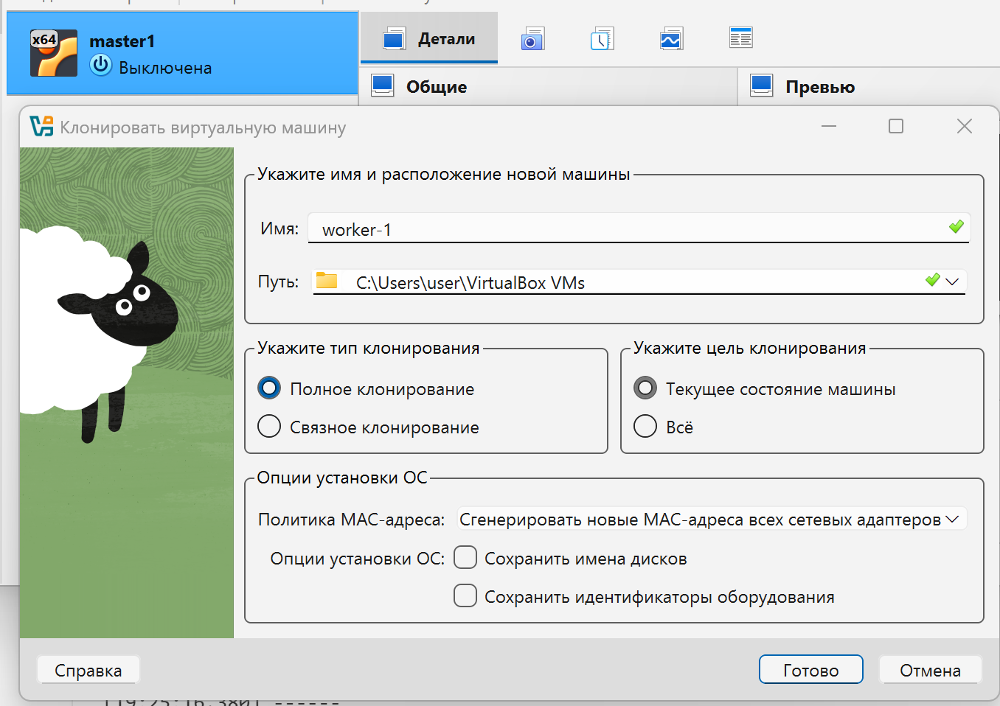 x64
master1
Выключена
Детали
Общие
Превью
Клонировать виртуальную машину
Укажите имя и расположение новой машины
Имя: worker-1
Путь: C:\Users\user\VirtualBox VMs
Укажите тип клонирования
Полное клонирование
Связное клонирование
Укажите цель клонирования
Текущее состояние машины
Всё
Опции установки ОС
Политика MAC-адреса: Сгенерировать новые MAC-адреса всех сетевых адаптеров
Опции установки ОС: Сохранить имена дисков
Сохранить идентификаторы оборудования
Справка
Готово
Отмена